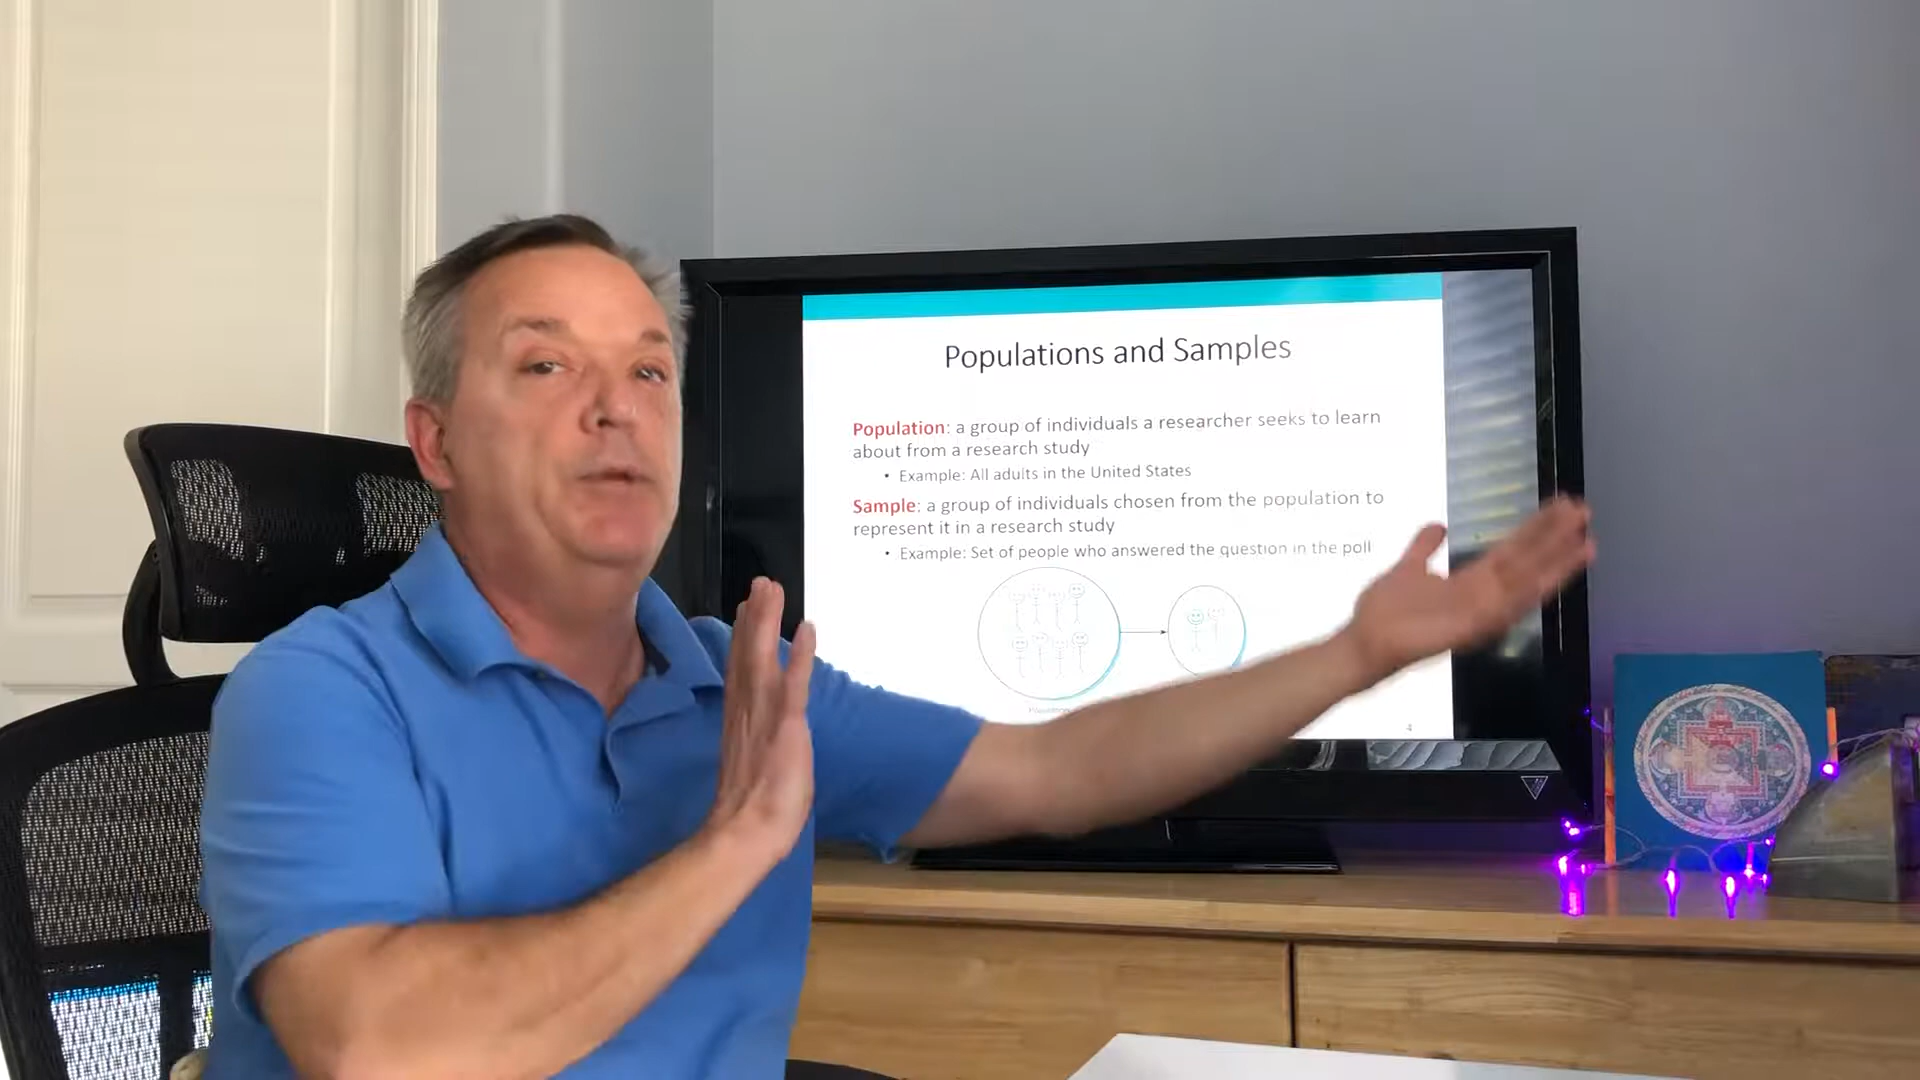 Populations and Samples
Population: a group of individuals a researcher seeks to learn
about from a research study
• Example: All adults in the United States
Sample: a group of individuals chosen from the population to
represent it in a research study
• Example: Set of people who answered the question in the poll
4